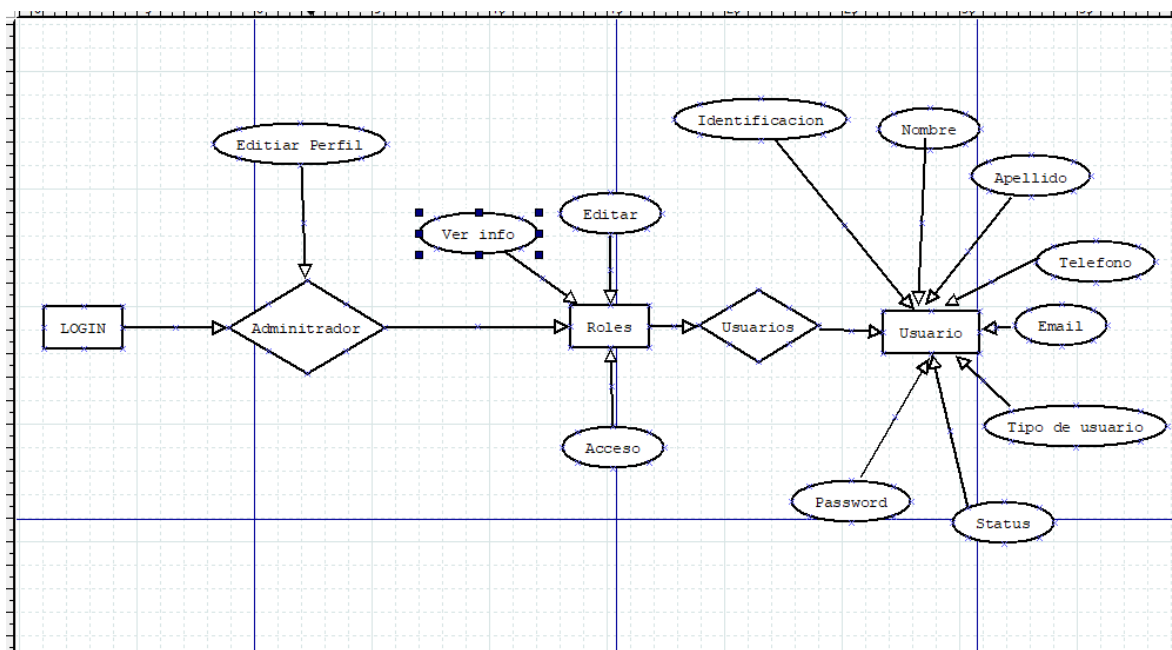 Identificacion
Nombre
Editiar Perfil
Apellido
Editar
Ver info
Telefono
LOGIN
Adminitrador
Roles
Usuarios
Usuario
Email
Tipo de usuario
Acceso
Password
Status